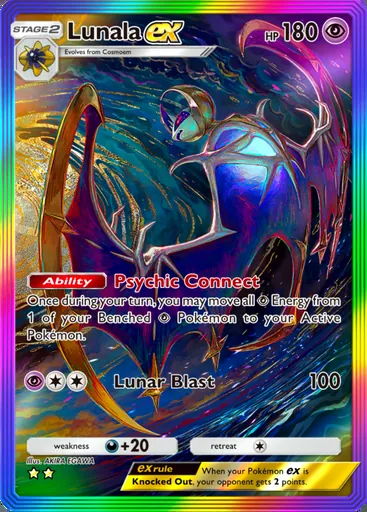 STAGE 2 Lunala ex HP 180
Evolves from Cosmoem
Ability Psychic Connect
Once during your turn, you may move all Energy from
1 of your Benched Pokémon to your Active
Pokémon.
Lunar Blast 100
weakness +20 retreat
Illus. AKIRA EGAWA
ex rule When your Pokémon ex is
Knocked Out, your opponent gets 2 points.